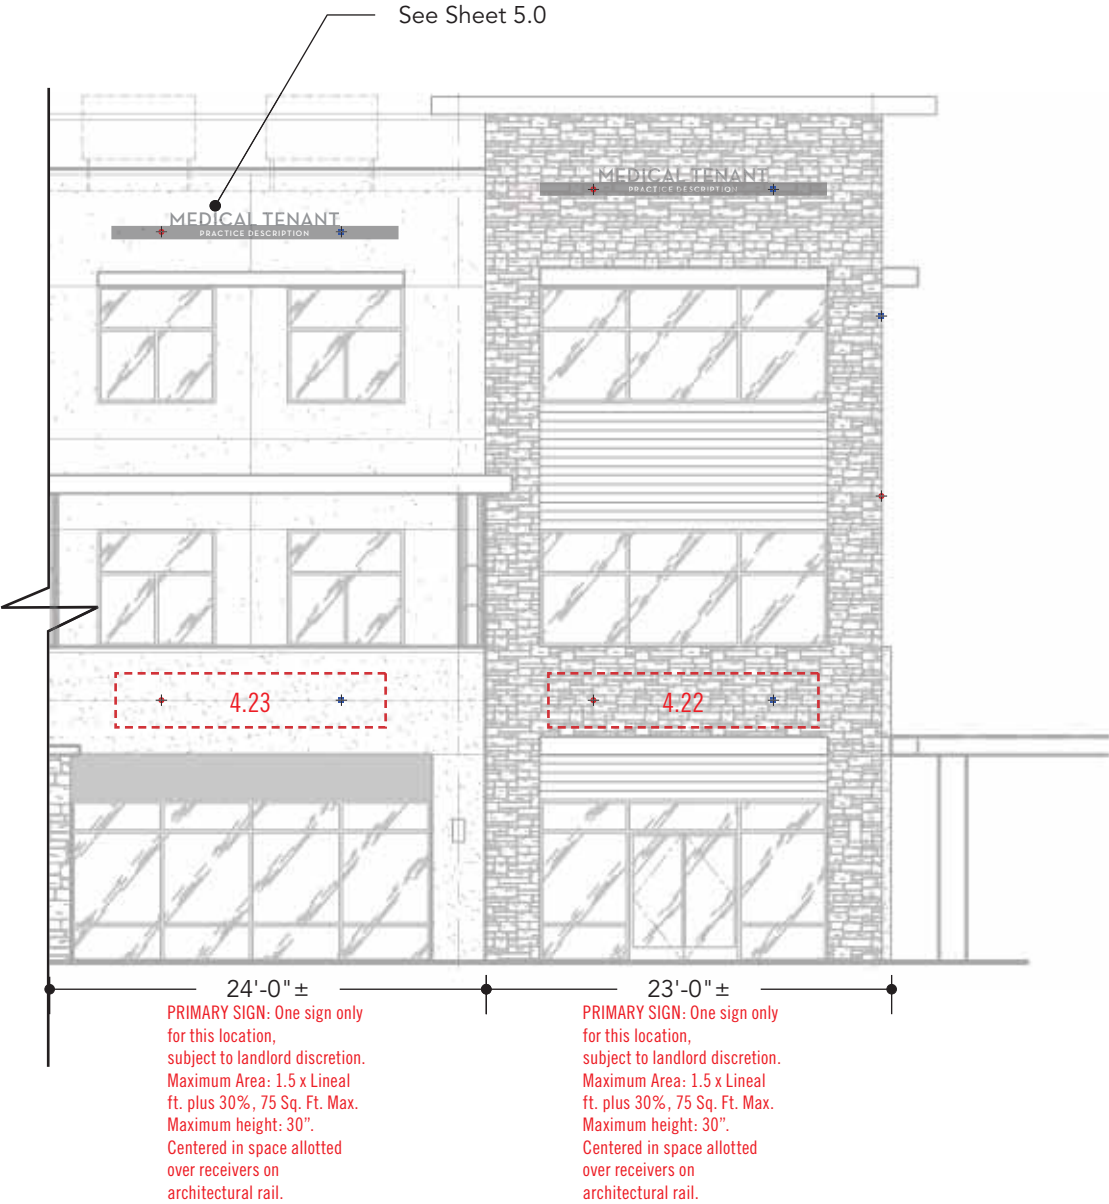 See Sheet 5.0
MEDICAL TENANT
PRACTICE DESCRIPTION
MEDICAL TENANT
PRACTICE DESCRIPTION
4.23
4.22
24'-0"±
23'-0"±
PRIMARY SIGN: One sign only
for this location,
subject to landlord discretion.
Maximum Area: 1.5 x Lineal
ft. plus 30%, 75 Sq. Ft. Max.
Maximum height: 30”.
Centered in space allotted
over receivers on
architectural rail.
PRIMARY SIGN: One sign only
for this location,
subject to landlord discretion.
Maximum Area: 1.5 x Lineal
ft. plus 30%, 75 Sq. Ft. Max.
Maximum height: 30”.
Centered in space allotted
over receivers on
architectural rail.